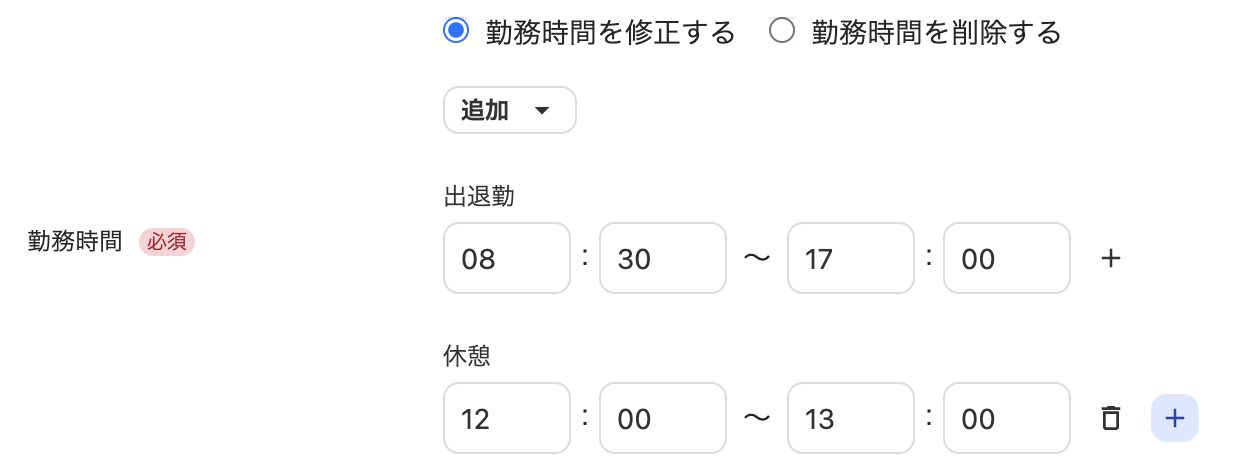 勤務時間を修正する 勤務時間を削除する
追加
出退勤
勤務時間 必須
08 : 30 〜 17 : 00 +
休憩
12 : 00 〜 13 : 00 +